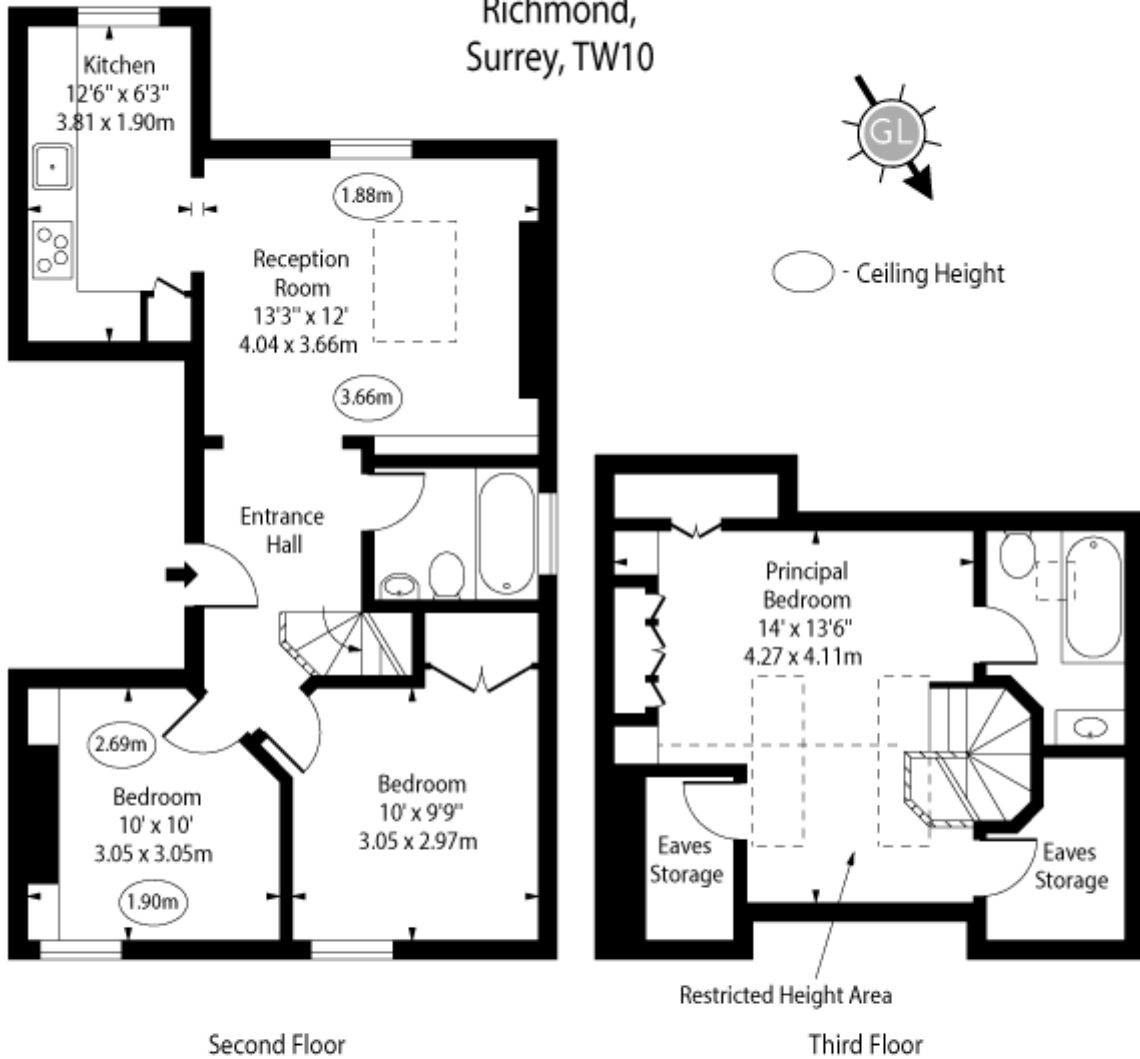 Richmond,
Surrey, TW10
GL
- Ceiling Height
Kitchen
12'6" x 6'3"
3.81 x 1.90m
1.88m
Reception
Room
13'3" x 12'
4.04 x 3.66m
3.66m
Entrance
Hall
2.69m
Bedroom
10' x 10'
3.05 x 3.05m
1.90m
Bedroom
10' x 9'9"
3.05 x 2.97m
Second Floor
Principal
Bedroom
14' x 13'6"
4.27 x 4.11m
Eaves
Storage
Eaves
Storage
Restricted Height Area
Third Floor